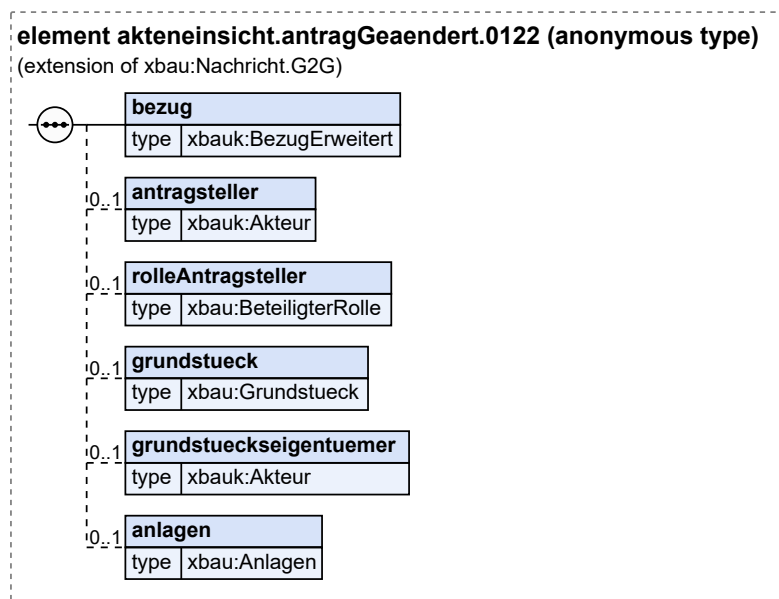 element akteneinsicht.antragGeaendert.0122 (anonymous type)
(extension of xbau:Nachricht.G2G)
bezug
type xbauk:BezugErweitert
0..1 antragsteller
type xbauk:Akteur
0..1 rolleAntragsteller
type xbau:BeteiligterRolle
0..1 grundstueck
type xbau:Grundstueck
0..1 grundstueckseigentuemer
type xbauk:Akteur
0..1 anlagen
type xbau:Anlagen